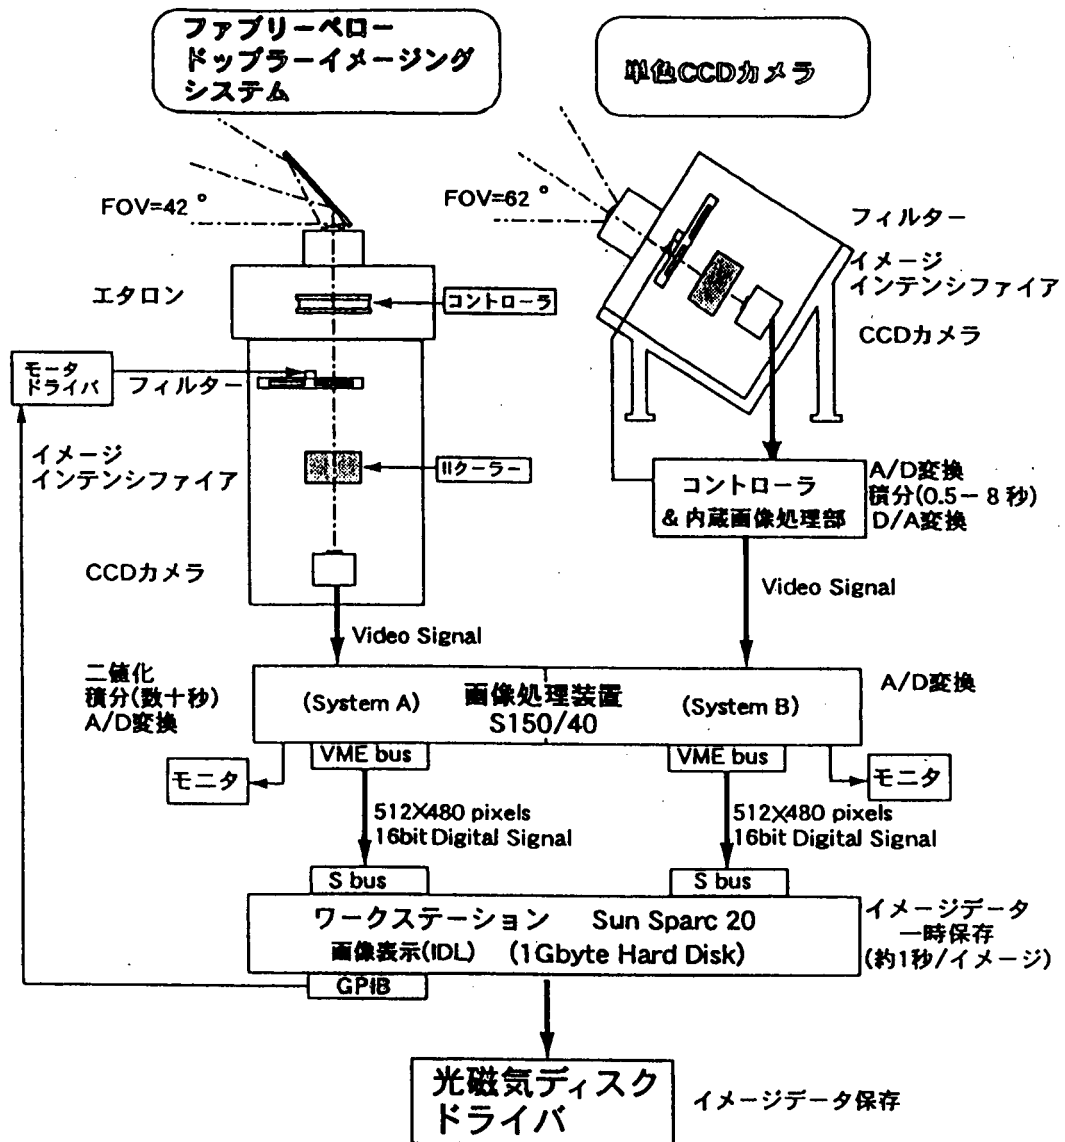 ファブリーペロー
ドップラーイメージング
システム
単色CCDカメラ
FOV=42°
FOV=62°
フィルター
イメージ
インテンシファイア
CCDカメラ
エタロン
コントローラ
モータ
ドライバ
フィルター
イメージ
インテンシファイア
IIクーラー
CCDカメラ
コントローラ
&内蔵画像処理部
A/D変換
積分(0.5－8秒)
D/A変換
Video Signal
Video Signal
二値化
積分(数十秒)
A/D変換
(System A)
画像処理装置
S150/40
(System B)
A/D変換
VME bus
VME bus
モニタ
モニタ
512X480 pixels
16bit Digital Signal
512X480 pixels
16bit Digital Signal
S bus
S bus
ワークステーション Sun Sparc 20
画像表示(IDL) (1Gbyte Hard Disk)
GPIB
イメージデータ
一時保存
(約1秒/イメージ)
光磁気ディスク
ドライバ
イメージデータ保存